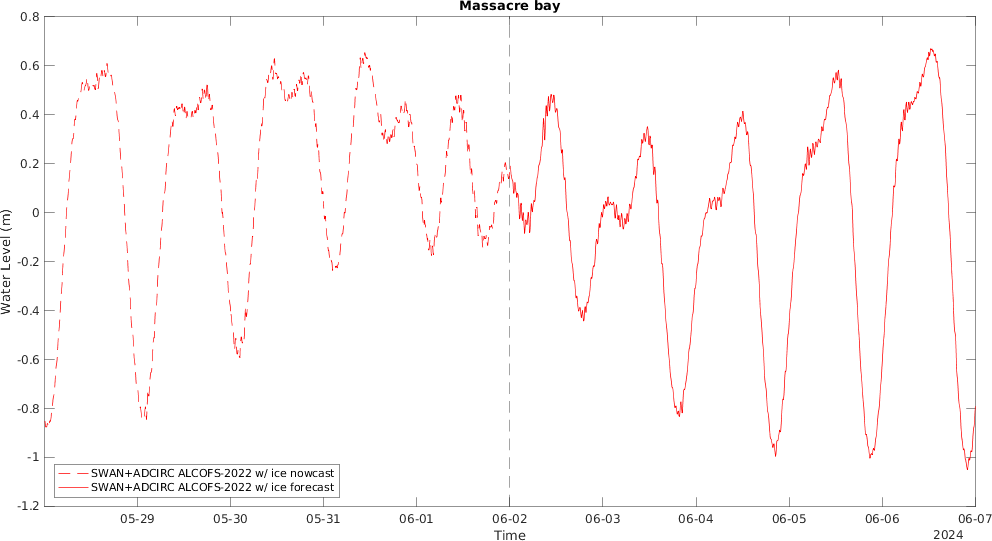 Massacre bay
0.8
0.6
0.4
0.2
0
-0.2
-0.4
-0.6
-0.8
-1
-1.2
Water Level (m)
SWAN+ADCIRC ALCOFS-2022 w/ ice nowcast
SWAN+ADCIRC ALCOFS-2022 w/ ice forecast
05-29 05-30 05-31 06-01 06-02 06-03 06-04 06-05 06-06 06-07
Time
2024